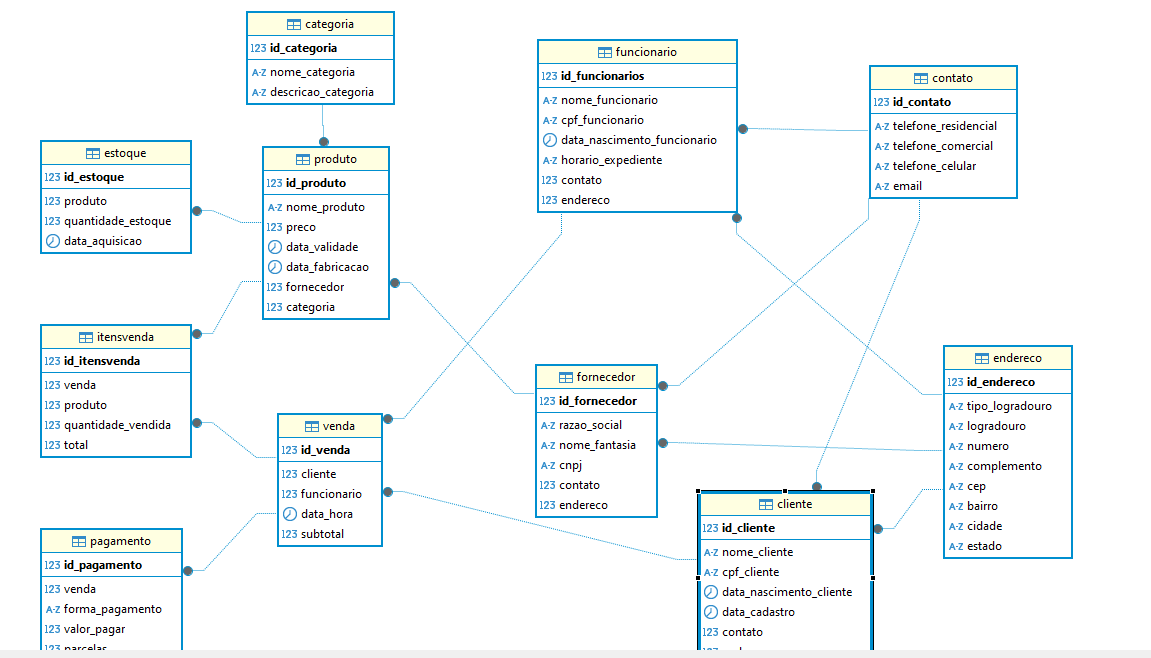 categoria
123 id_categoria
A-Z nome_categoria
A-Z descricao_categoria
funcionario
123 id_funcionarios
A-Z nome_funcionario
A-Z cpf_funcionario
data_nascimento_funcionario
A-Z horario_expediente
123 contato
123 endereco
contato
123 id_contato
A-Z telefone_residencial
A-Z telefone_comercial
A-Z telefone_celular
A-Z email
estoque
123 id_estoque
123 produto
123 quantidade_estoque
data_aquisicao
produto
123 id_produto
A-Z nome_produto
123 preco
data_validade
data_fabricacao
123 fornecedor
123 categoria
itensvenda
123 id_itensvenda
123 venda
123 produto
123 quantidade_vendida
123 total
venda
123 id_venda
123 cliente
123 funcionario
data_hora
123 subtotal
fornecedor
123 id_fornecedor
A-Z razao_social
A-Z nome_fantasia
A-Z cnpj
123 contato
123 endereco
endereco
123 id_endereco
A-Z tipo_logradouro
A-Z logradouro
A-Z numero
A-Z complemento
A-Z cep
A-Z bairro
A-Z cidade
A-Z estado
pagamento
123 id_pagamento
123 venda
A-Z forma_pagamento
123 valor_pagar
123 parcelas
cliente
123 id_cliente
A-Z nome_cliente
A-Z cpf_cliente
data_nascimento_cliente
data_cadastro
123 contato